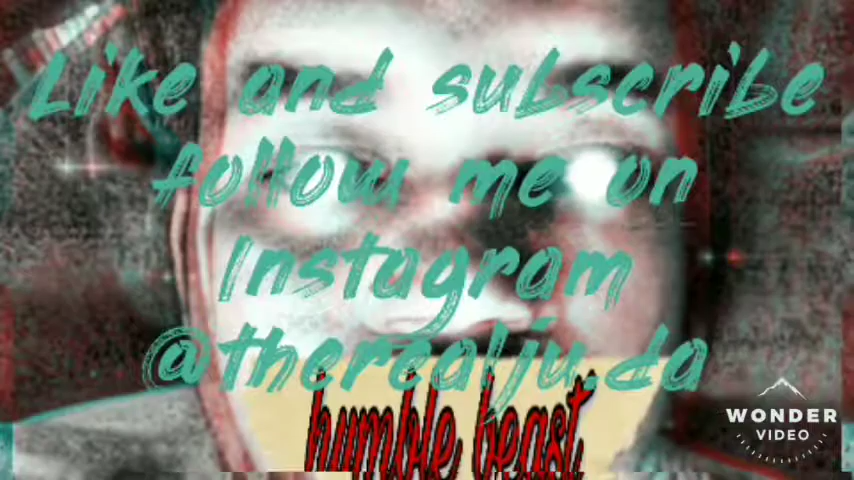 Like and subscribe
follow me on
Instagram
@therealju.da
humble beast
WONDER
VIDEO